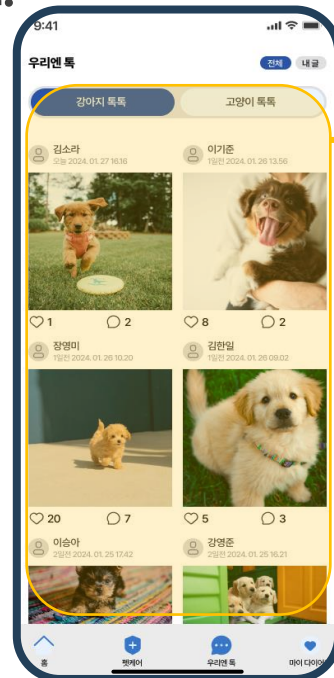 9:41
우리엔 톡
전체 내 글
강아지 톡톡 고양이 톡톡
김소라 이기준
오늘 2024. 01. 27 16.16 1일전 2024. 01. 26 13.56
1 2 8 2
장영미 김한일
1일전 2024. 01. 26 10.20 1일전 2024. 01. 26 09.02
20 7 5 3
이승아 강영준
2일전 2024. 01. 25 17.42 2일전 2024. 01. 25 16.21
홈 펫케어 우리엔 톡 마이 다이어